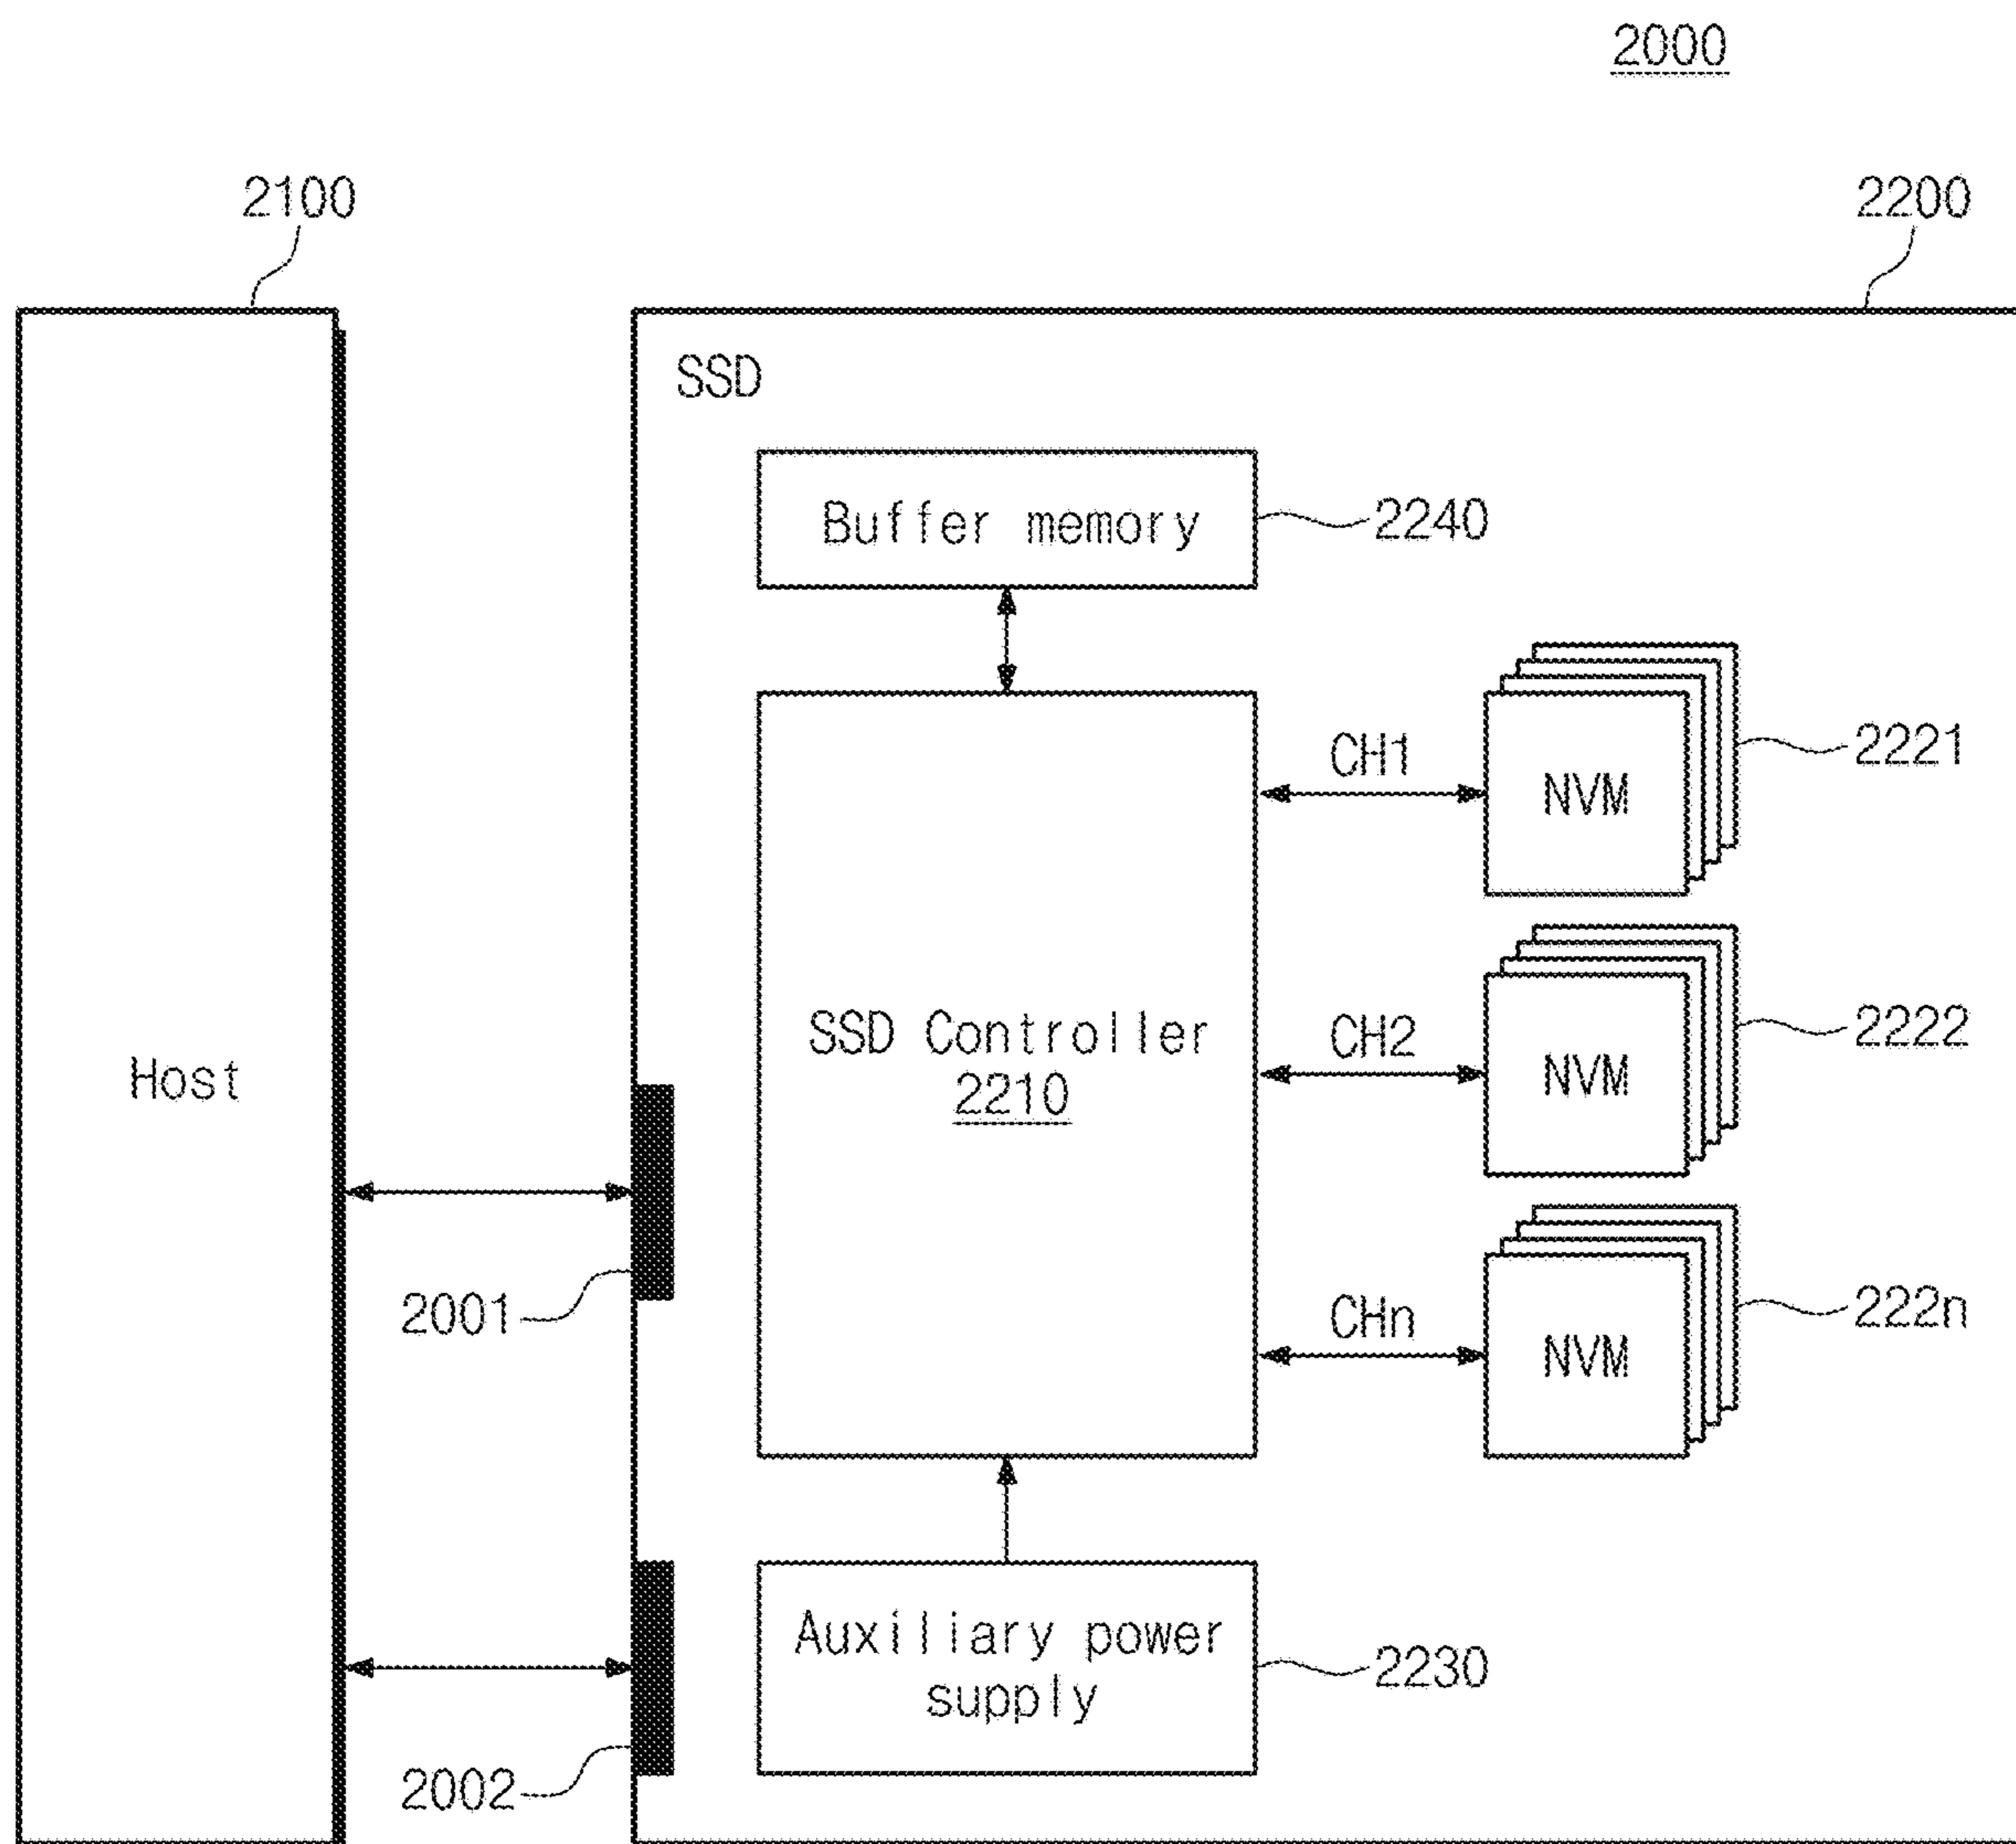 2000
2100
2200
SSD
Buffer memory
2240
CH1
NVM
2221
Host
SSD Controller
2210
CH2
NVM
2222
2001
CHn
NVM
222n
Auxiliary power
supply
2230
2002